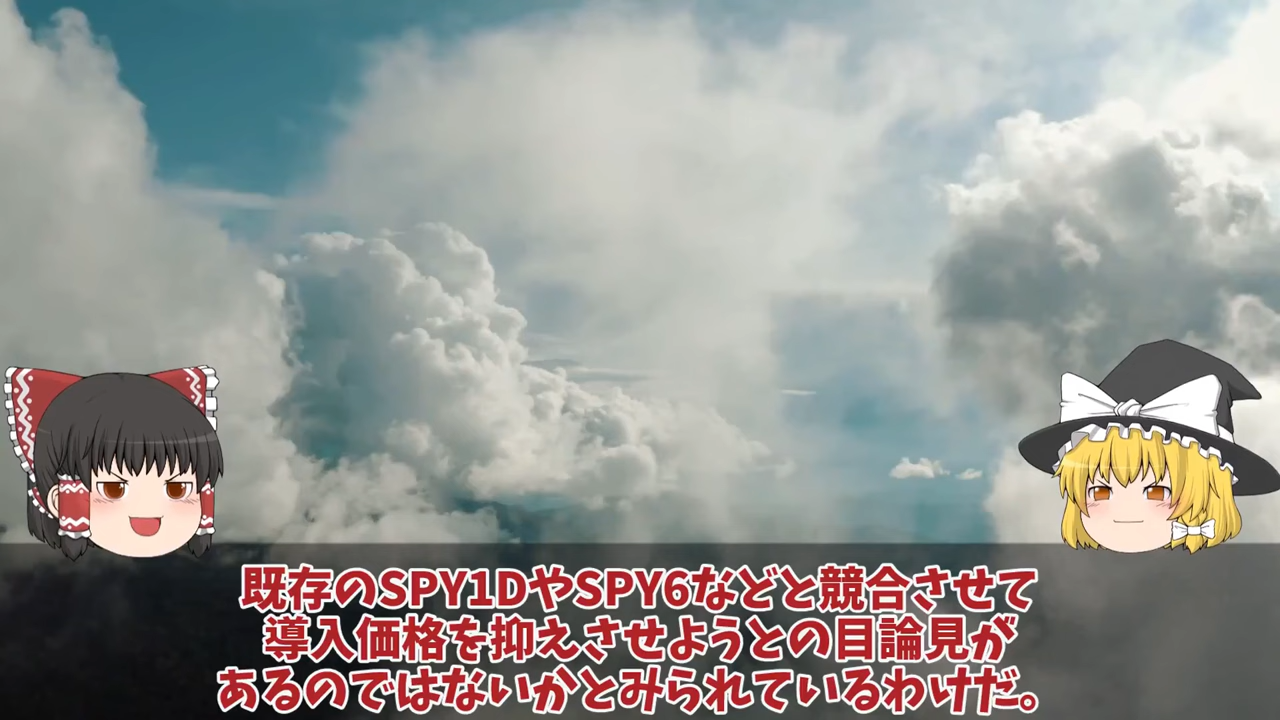 既存のSPY1DやSPY6などと競合させて
導入価格を抑えさせようとの目論見が
あるのではないかとみられているわけだ。